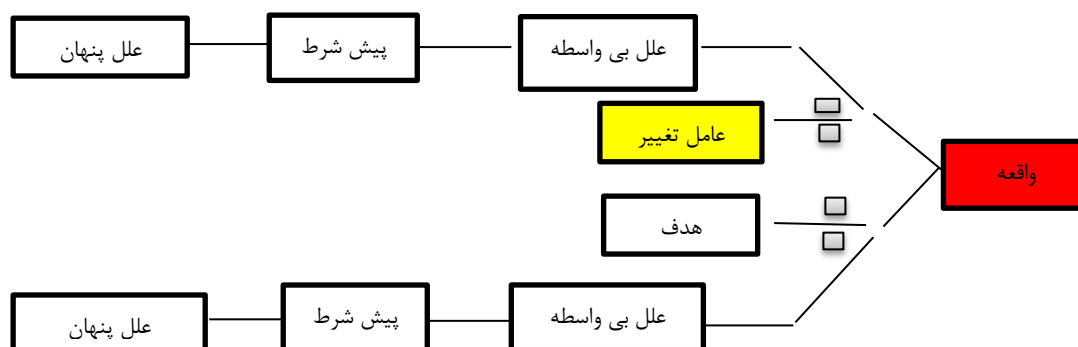 علل پنهان
پیش شرط
علل بی واسطه
عامل تغییر
واقعه
هدف
علل پنهان
پیش شرط
علل بی واسطه